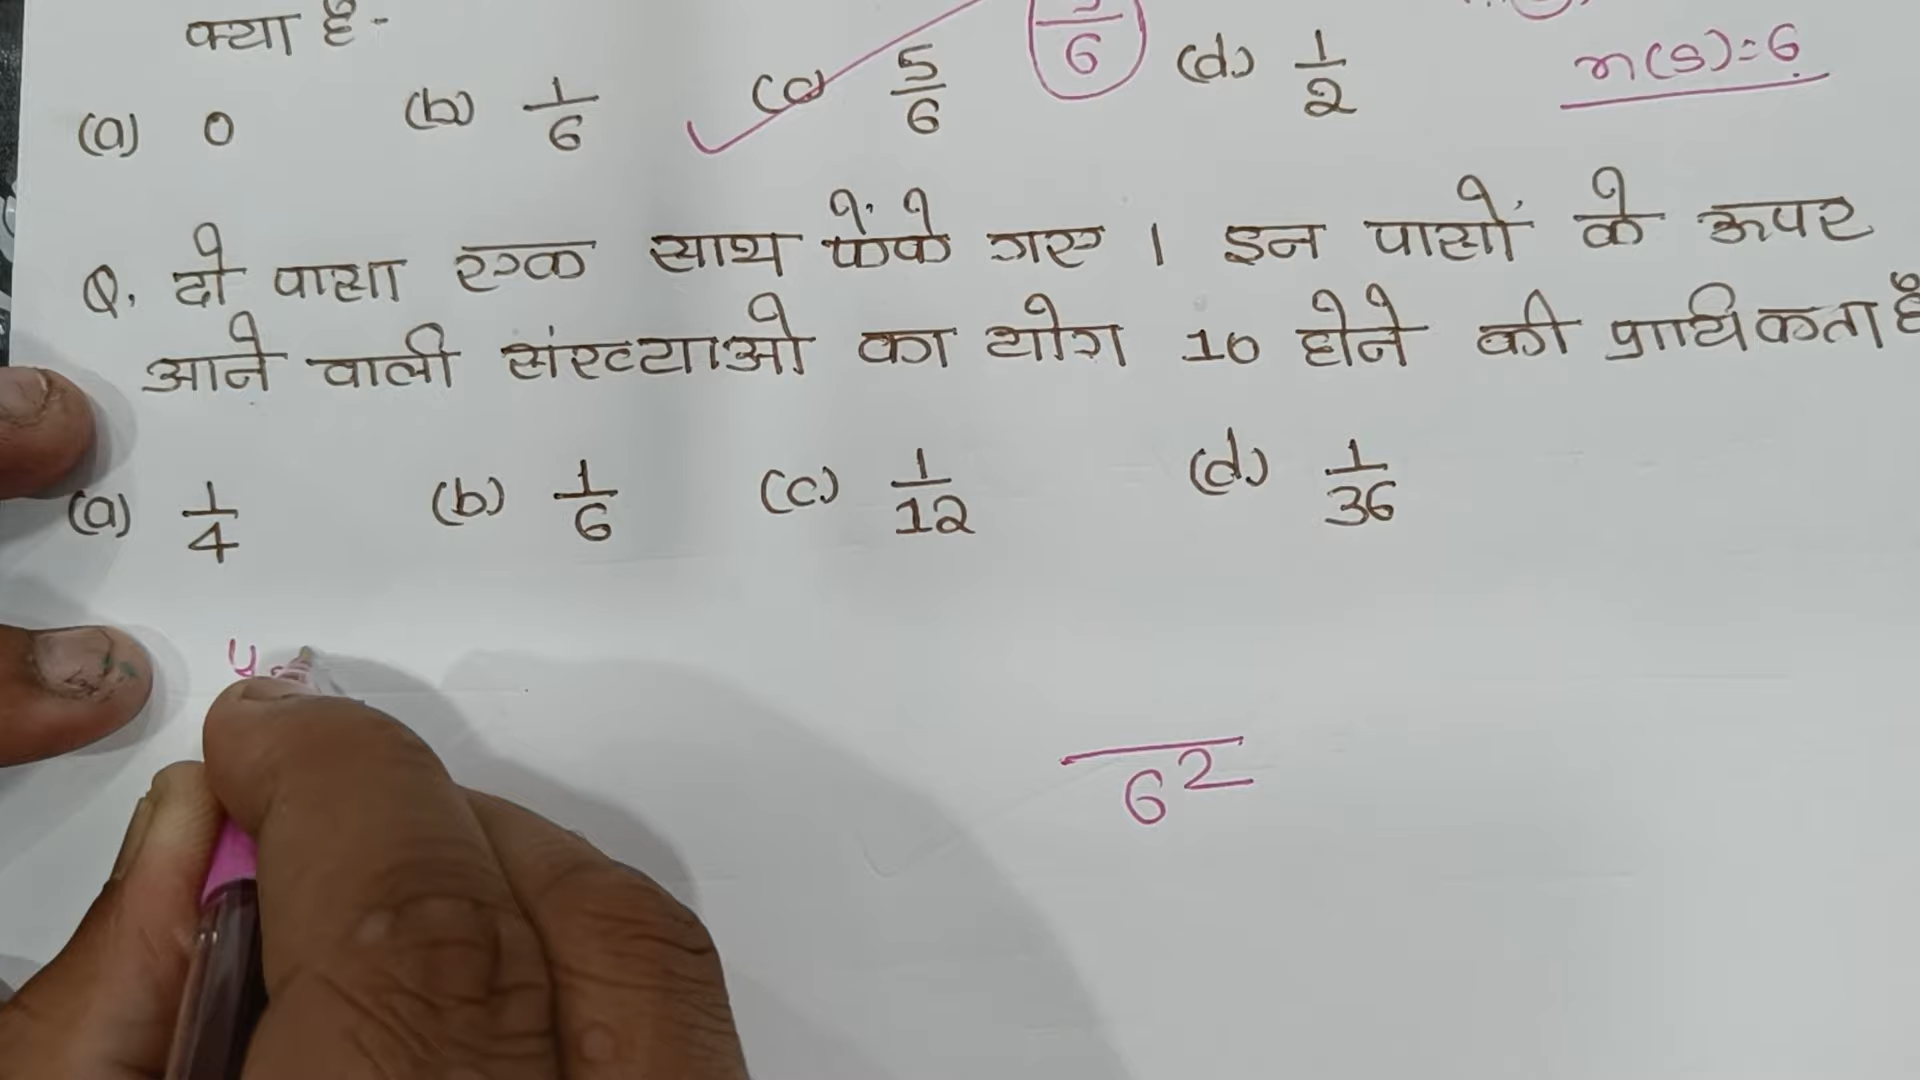 क्या है -
(a) 0 (b) 1/6 (c) 5/6 6 (d) 1/2 n(s)=6
Q. दो पासा एक साथ फेंके गए । इन पासों के ऊपर
आने वाली संख्याओ का योग 10 होने की प्रायिकता है
(a) 1/4 (b) 1/6 (c) 1/12 (d) 1/36
6²